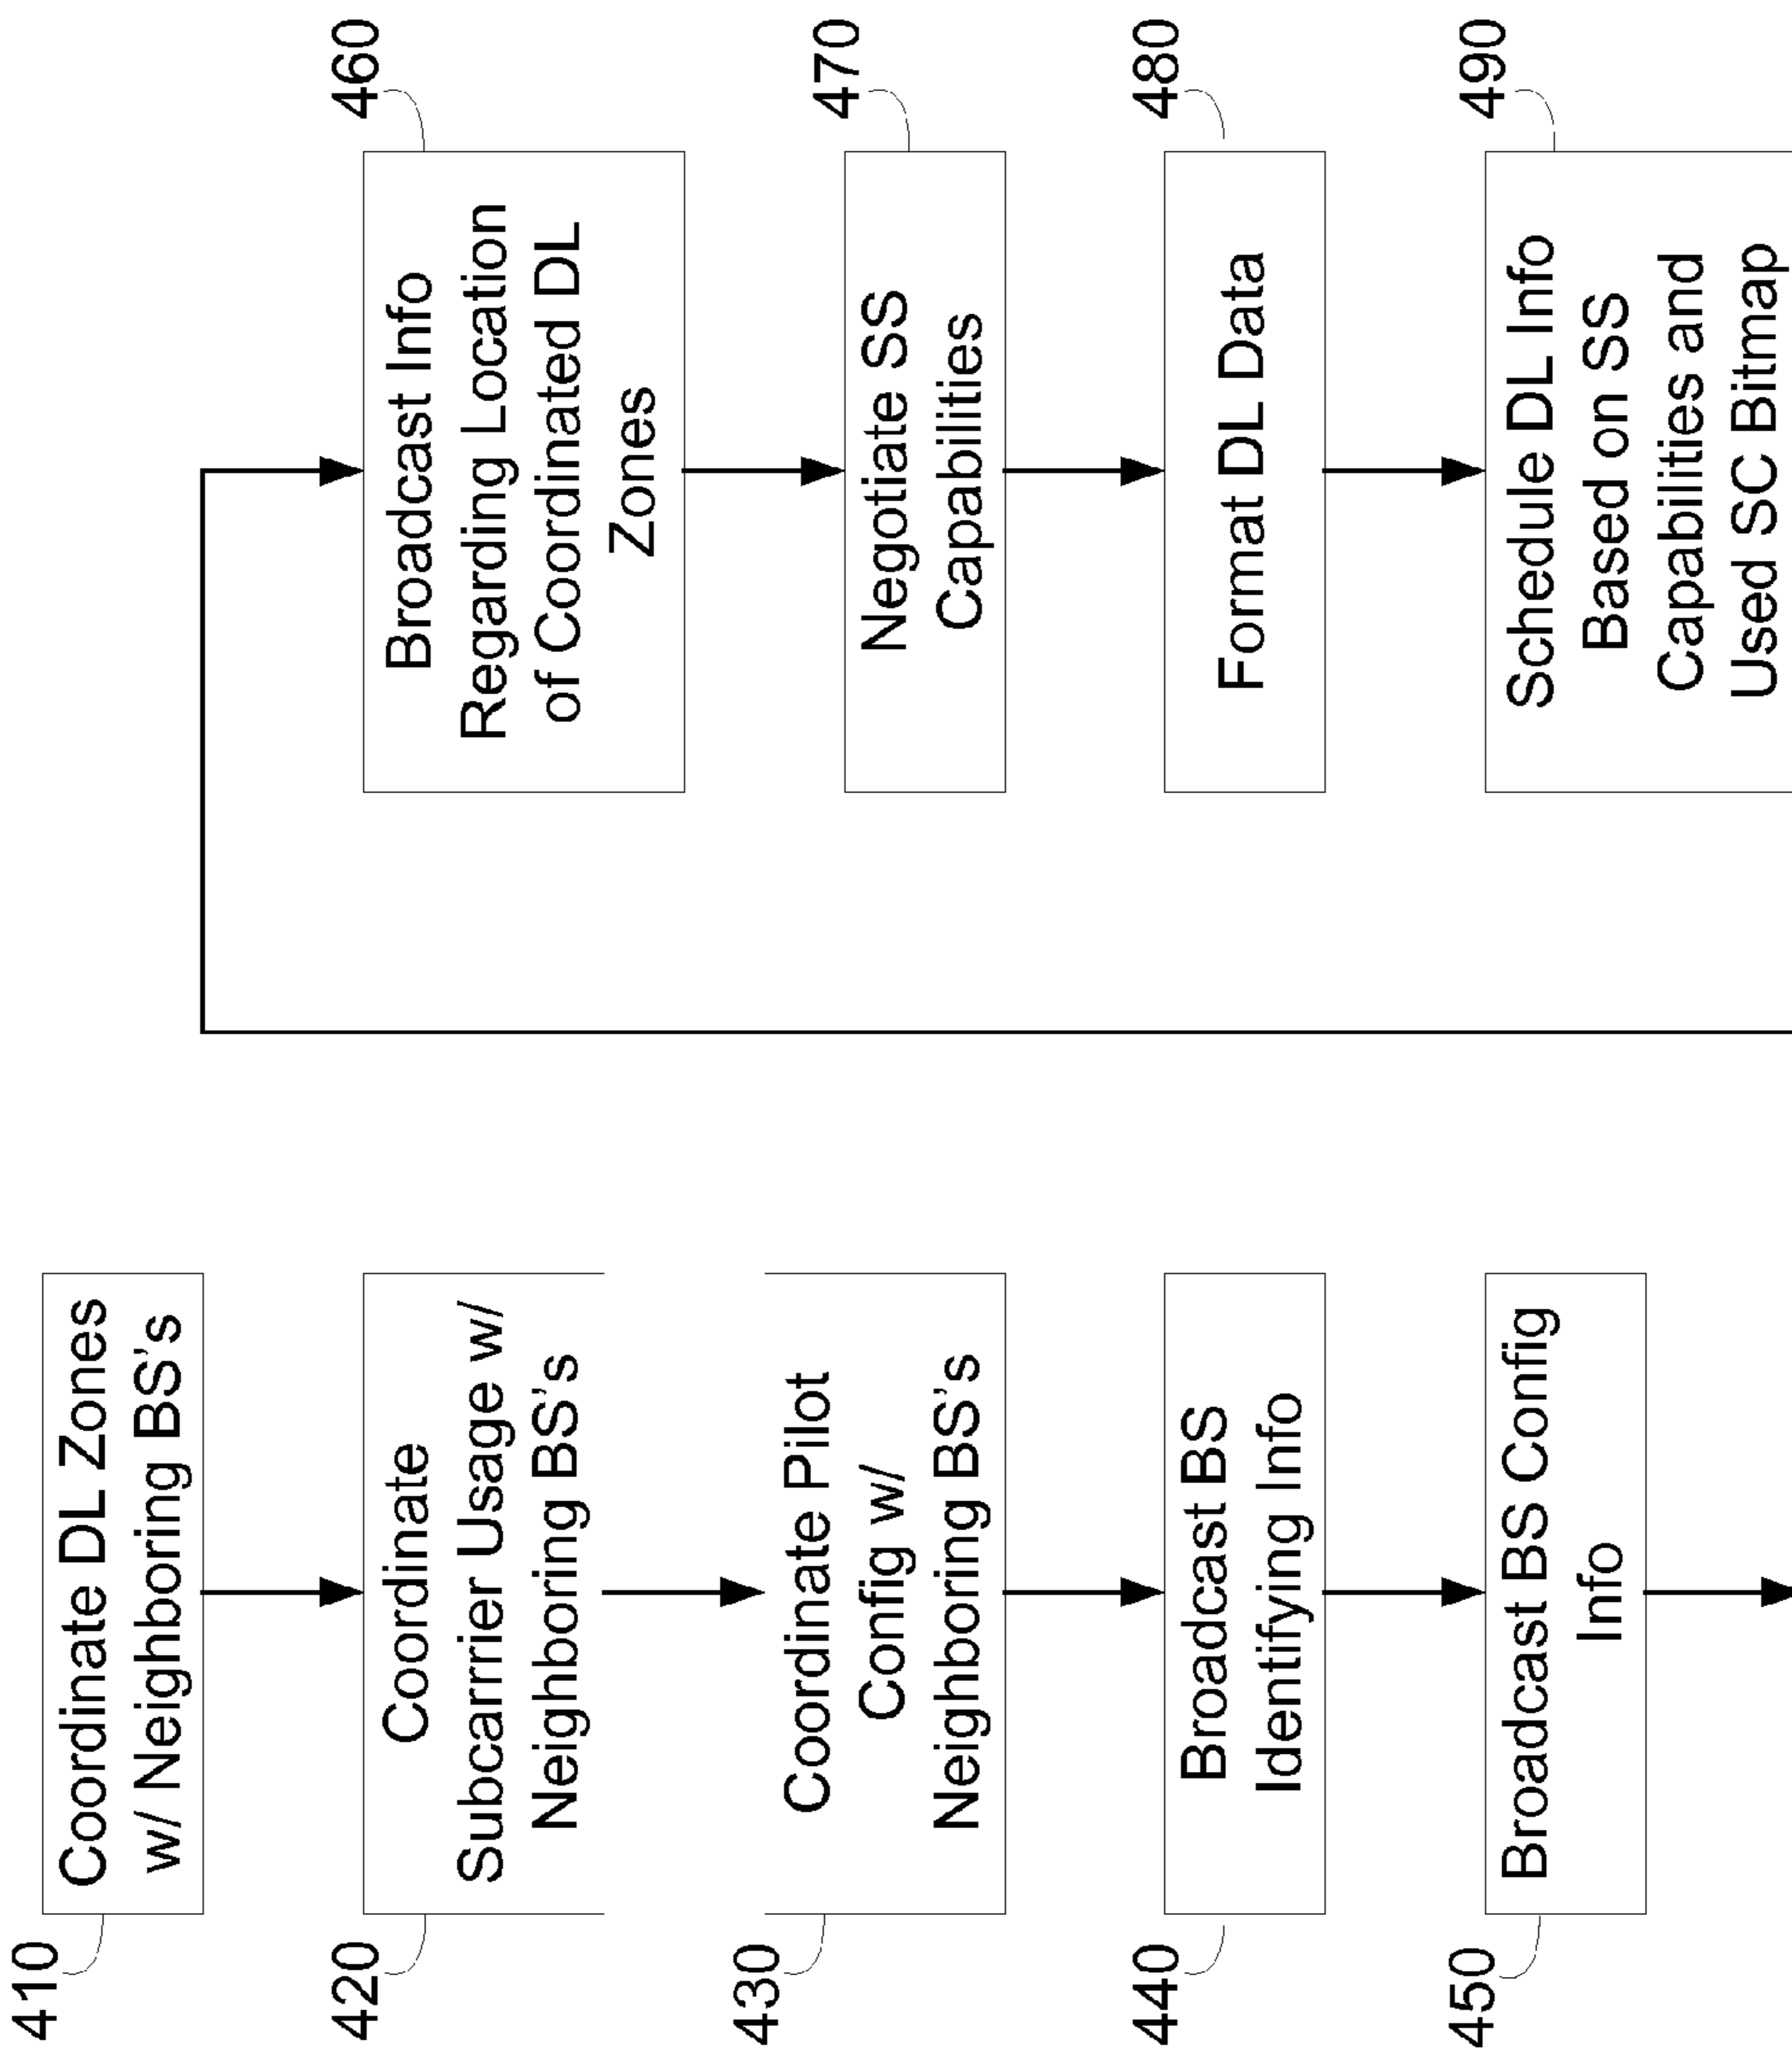 410
Coordinate DL Zones
w/ Neighboring BS's
420
Coordinate
Subcarrier Usage w/
Neighboring BS's
430
Coordinate Pilot
Config w/
Neighboring BS's
440
Broadcast BS
Identifying Info
450
Broadcast BS Config
Info
460
Broadcast Info
Regarding Location
of Coordinated DL
Zones
470
Negotiate SS
Capabilities
480
Format DL Data
490
Schedule DL Info
Based on SS
Capabilities and
Used SC Bitmap